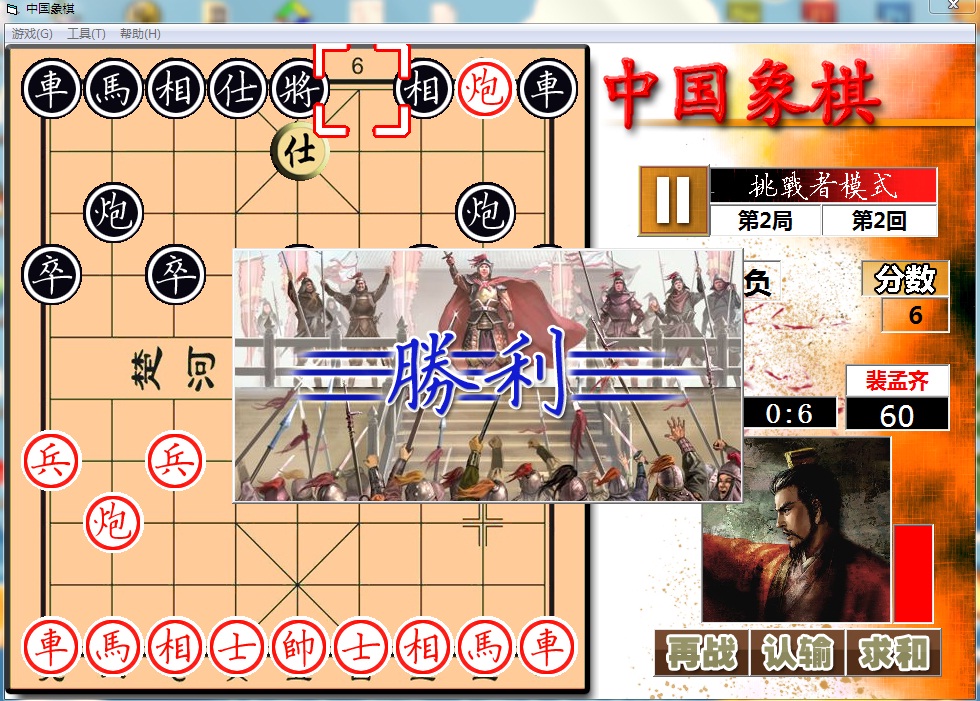 中国象棋
游戏(G) 工具(T) 帮助(H)
6
車 馬 相 仕 將 相 炮 車
仕
炮 炮
卒 卒
楚 河
兵 兵
炮
車 馬 相 士 帥 士 相 馬 車
勝利
中国象棋
挑戰者模式
第2局 第2回
负
分数
6
裴孟齐
0:6
60
再战 认输 求和